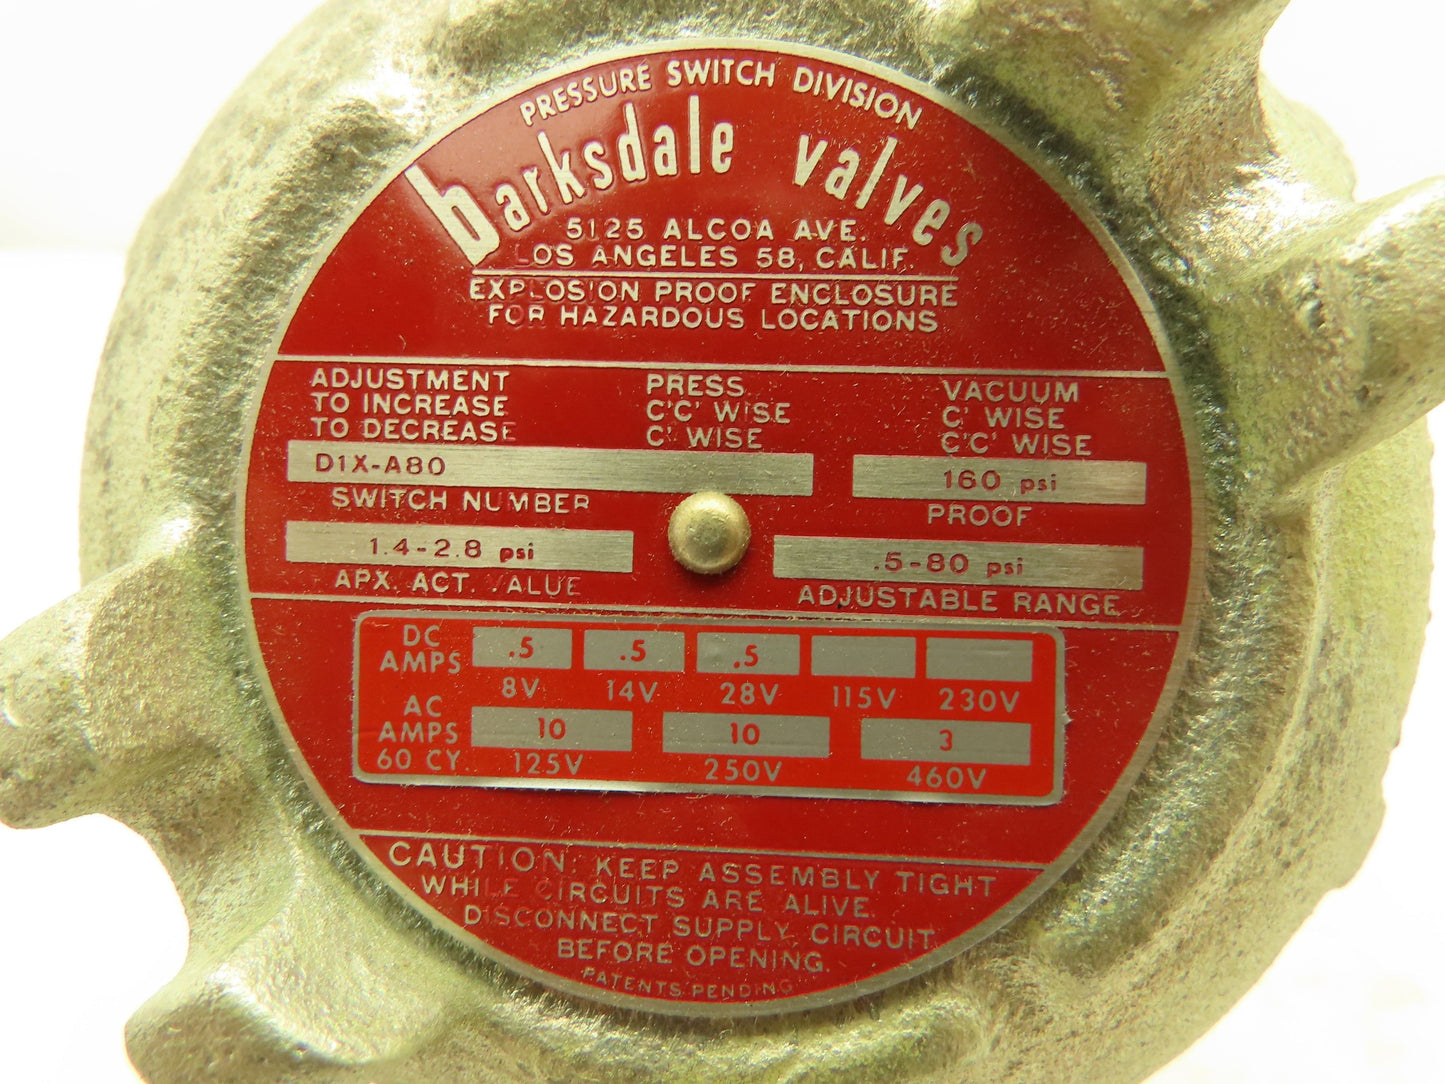 PRESSURE SWITCH DIVISION
barksdale valves
5125 ALCOA AVE.
LOS ANGELES 58, CALIF.
EXPLOSION PROOF ENCLOSURE
FOR HAZARDOUS LOCATIONS
ADJUSTMENT PRESS VACUUM
TO INCREASE C'C' WISE C' WISE
TO DECREASE C' WISE C'C' WISE
D1X-A80 160 psi
SWITCH NUMBER PROOF
1.4-2.8 psi .5-80 psi
APX. ACT. VALUE ADJUSTABLE RANGE
DC AMPS .5 .5 .5
8V 14V 28V 115V 230V
AC
AMPS 10 10 3
60 CY. 125V 250V 460V
CAUTION: KEEP ASSEMBLY TIGHT
WHILE CIRCUITS ARE ALIVE.
DISCONNECT SUPPLY CIRCUIT
BEFORE OPENING.
PATENTS PENDING